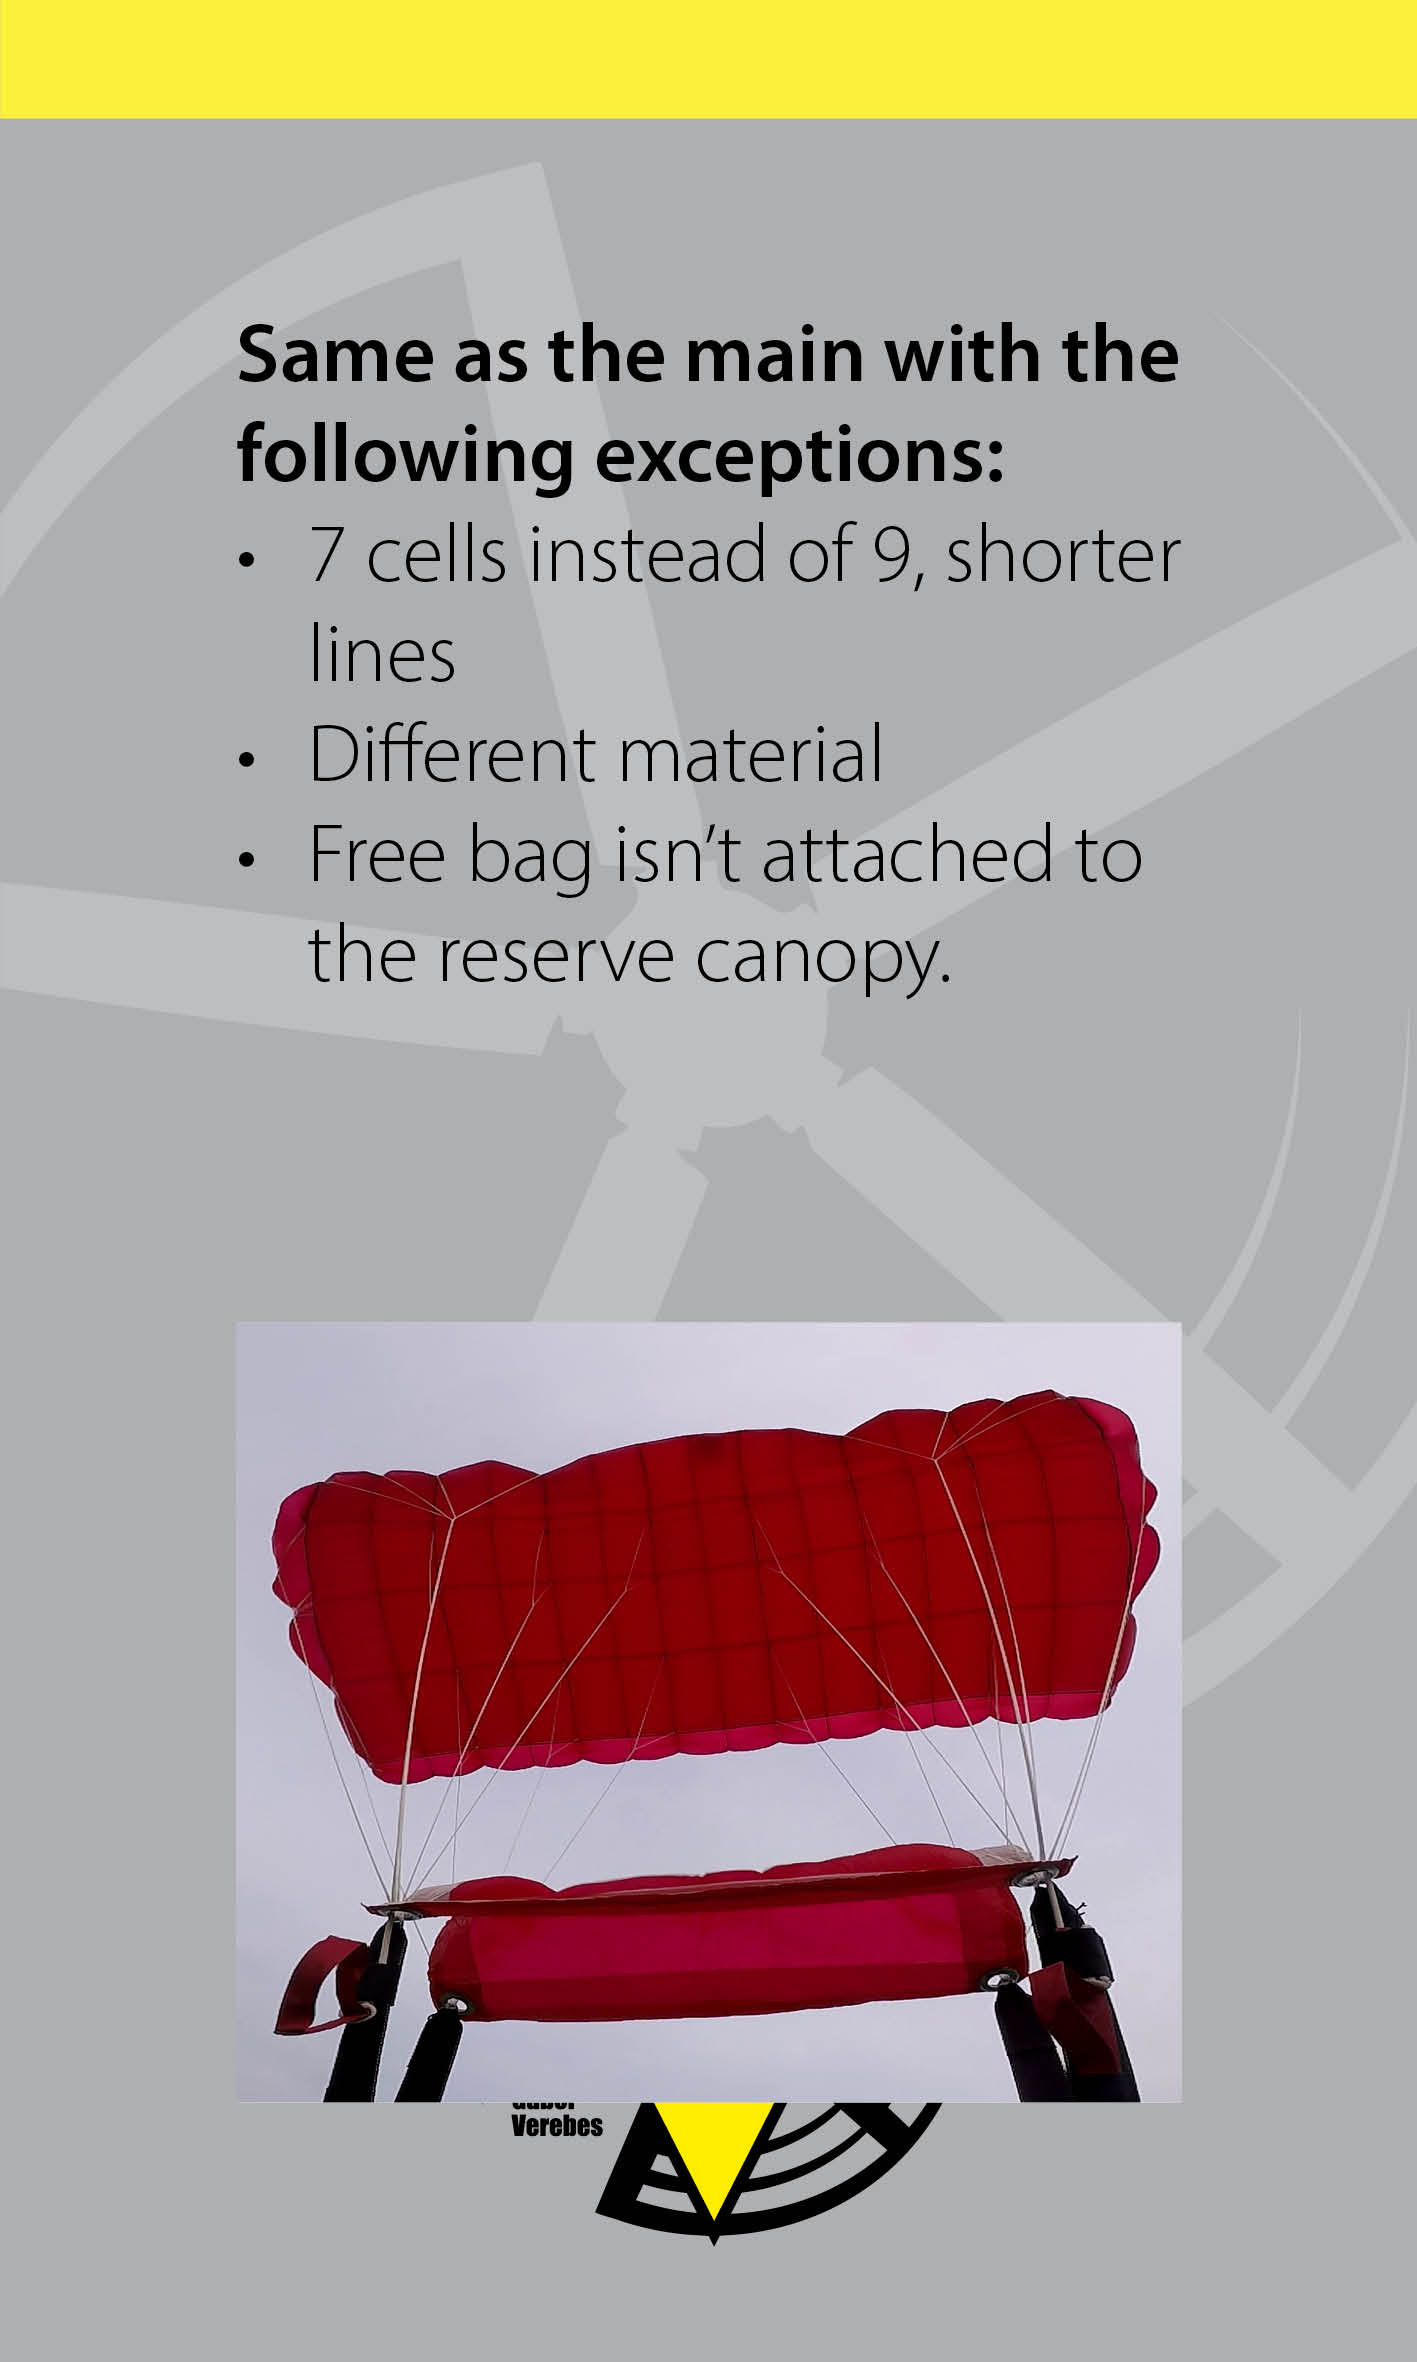 Same as the main with the
following exceptions:
• 7 cells instead of 9, shorter
lines
• Different material
• Free bag isn’t attached to
the reserve canopy.
Verebes